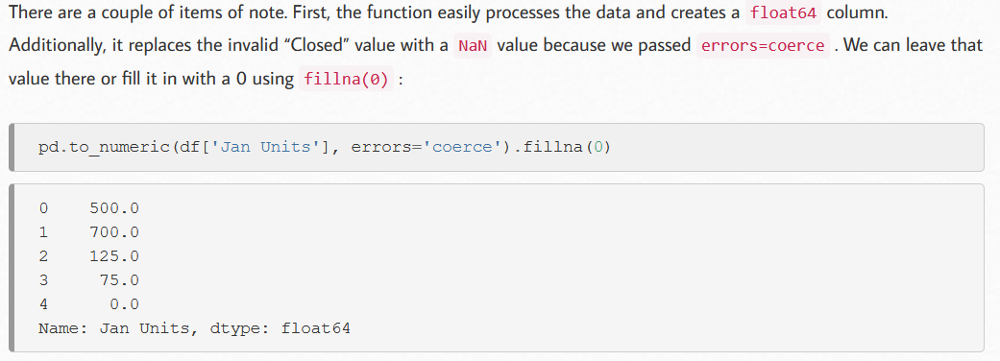 There are a couple of items of note. First, the function easily processes the data and creates a float64 column.
Additionally, it replaces the invalid “Closed” value with a NaN value because we passed errors=coerce . We can leave that
value there or fill it in with a 0 using fillna(0) :
pd.to_numeric(df['Jan Units'], errors='coerce').fillna(0)
0    500.0
1    700.0
2    125.0
3     75.0
4      0.0
Name: Jan Units, dtype: float64